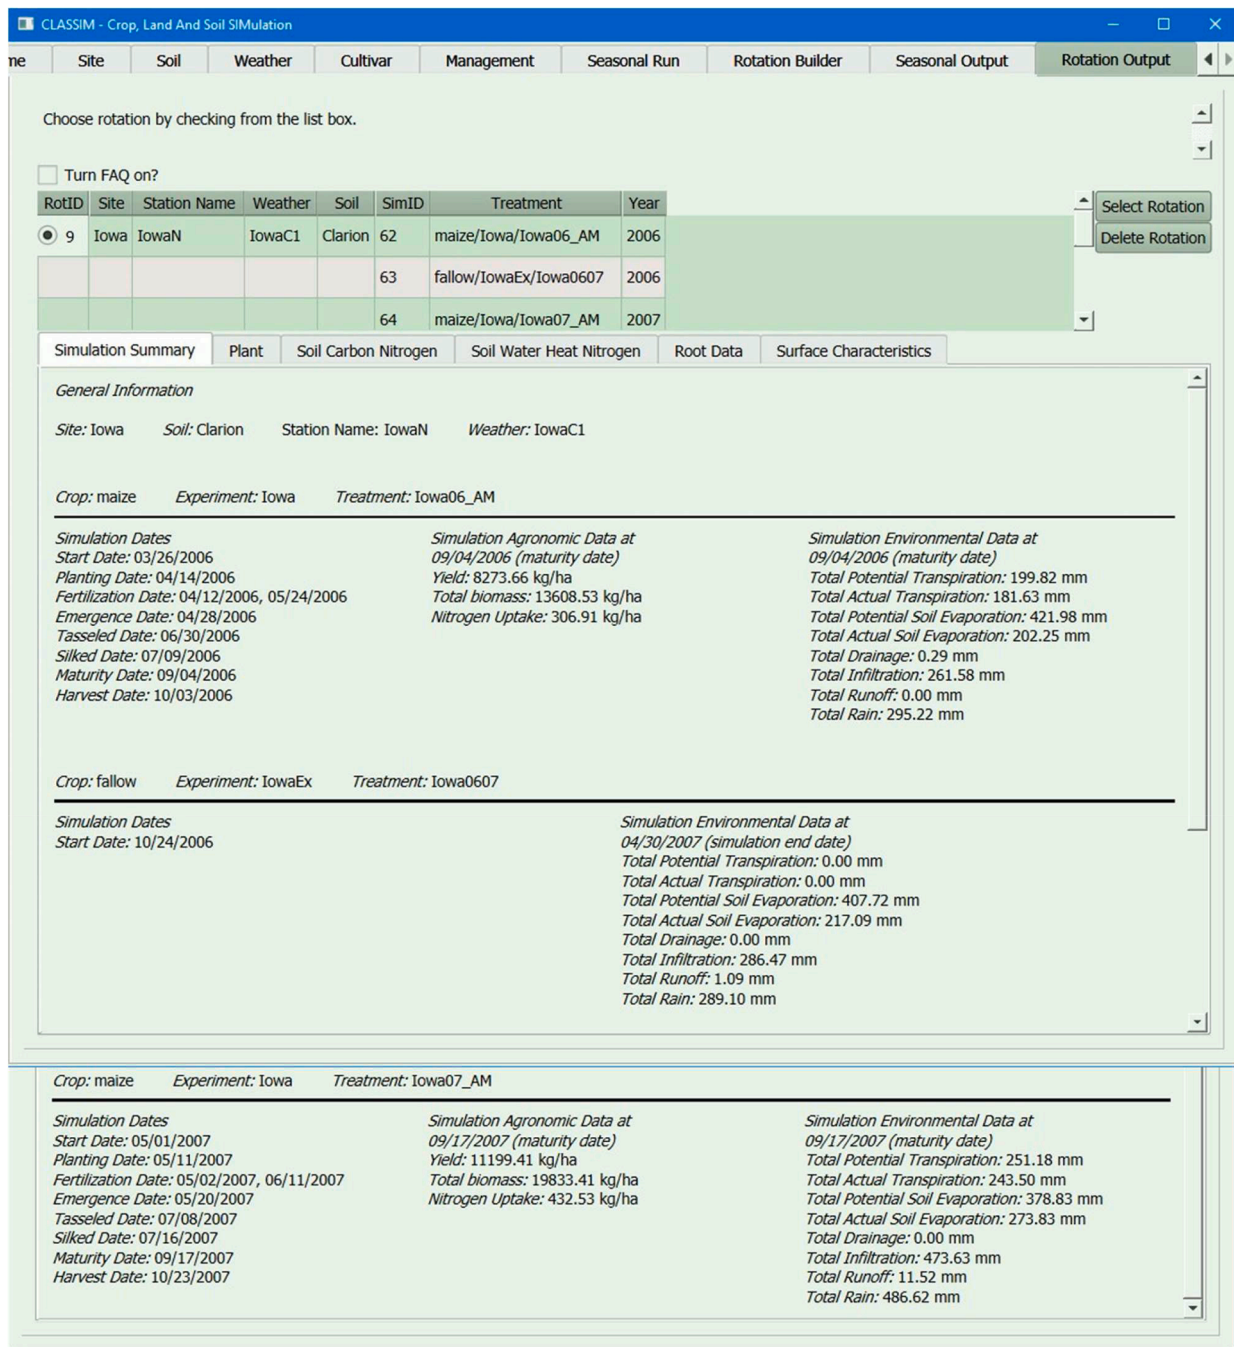 CLASSIM - Crop, Land And Soil SIMulation
me Site Soil Weather Cultivar Management Seasonal Run Rotation Builder Seasonal Output Rotation Output
Choose rotation by checking from the list box.
Turn FAQ on?
RotID Site Station Name Weather Soil SimID Treatment Year
Select Rotation
9 Iowa IowaN IowaC1 Clarion 62 maize/Iowa/Iowa06_AM 2006
Delete Rotation
63 fallow/IowaEx/Iowa0607 2006
64 maize/Iowa/Iowa07_AM 2007
Simulation Summary Plant Soil Carbon Nitrogen Soil Water Heat Nitrogen Root Data Surface Characteristics
General Information
Site: Iowa Soil: Clarion Station Name: IowaN Weather: IowaC1
Crop: maize Experiment: Iowa Treatment: Iowa06_AM
Simulation Dates
Start Date: 03/26/2006
Planting Date: 04/14/2006
Fertilization Date: 04/12/2006, 05/24/2006
Emergence Date: 04/28/2006
Tasseled Date: 06/30/2006
Silked Date: 07/09/2006
Maturity Date: 09/04/2006
Harvest Date: 10/03/2006
Simulation Agronomic Data at
09/04/2006 (maturity date)
Yield: 8273.66 kg/ha
Total biomass: 13608.53 kg/ha
Nitrogen Uptake: 306.91 kg/ha
Simulation Environmental Data at
09/04/2006 (maturity date)
Total Potential Transpiration: 199.82 mm
Total Actual Transpiration: 181.63 mm
Total Potential Soil Evaporation: 421.98 mm
Total Actual Soil Evaporation: 202.25 mm
Total Drainage: 0.29 mm
Total Infiltration: 261.58 mm
Total Runoff: 0.00 mm
Total Rain: 295.22 mm
Crop: fallow Experiment: IowaEx Treatment: Iowa0607
Simulation Dates
Start Date: 10/24/2006
Simulation Environmental Data at
04/30/2007 (simulation end date)
Total Potential Transpiration: 0.00 mm
Total Actual Transpiration: 0.00 mm
Total Potential Soil Evaporation: 407.72 mm
Total Actual Soil Evaporation: 217.09 mm
Total Drainage: 0.00 mm
Total Infiltration: 286.47 mm
Total Runoff: 1.09 mm
Total Rain: 289.10 mm
Crop: maize Experiment: Iowa Treatment: Iowa07_AM
Simulation Dates
Start Date: 05/01/2007
Planting Date: 05/11/2007
Fertilization Date: 05/02/2007, 06/11/2007
Emergence Date: 05/20/2007
Tasseled Date: 07/08/2007
Silked Date: 07/16/2007
Maturity Date: 09/17/2007
Harvest Date: 10/23/2007
Simulation Agronomic Data at
09/17/2007 (maturity date)
Yield: 11199.41 kg/ha
Total biomass: 19833.41 kg/ha
Nitrogen Uptake: 432.53 kg/ha
Simulation Environmental Data at
09/17/2007 (maturity date)
Total Potential Transpiration: 251.18 mm
Total Actual Transpiration: 243.50 mm
Total Potential Soil Evaporation: 378.83 mm
Total Actual Soil Evaporation: 273.83 mm
Total Drainage: 0.00 mm
Total Infiltration: 473.63 mm
Total Runoff: 11.52 mm
Total Rain: 486.62 mm